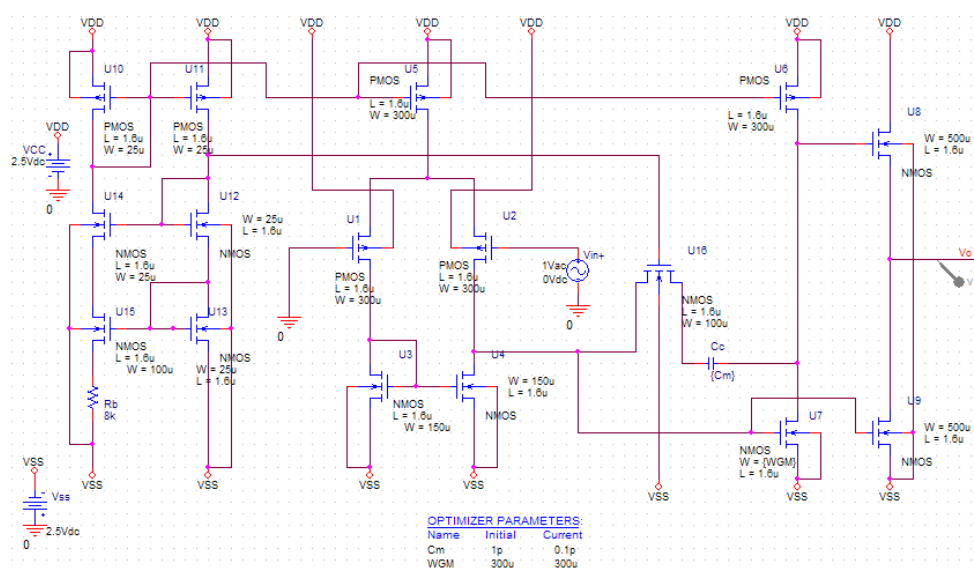 VDD
VDD
VDD
VDD
VDD
VDD
VDD
U10
U11
U5
U6
PMOS
L = 1.6u
W = 300u
PMOS
L = 1.6u
W = 300u
U8
W = 500u
L = 1.6u
NMOS
PMOS
L = 1.6u
W = 25u
PMOS
L = 1.6u
W = 25u
VDD
VCC
2.5Vdc
0
U14
U12
W = 25u
L = 1.6u
NMOS
L = 1.6u
W = 25u
NMOS
U1
U2
PMOS
L = 1.6u
W = 300u
PMOS
L = 1.6u
W = 300u
Vin+
1Vac
0Vdc
0
0
U16
NMOS
L = 1.6u
W = 100u
Vo
V
U15
U13
NMOS
L = 1.6u
W = 100u
NMOS
W = 25u
L = 1.6u
Cc
{Cm}
U3
U4
NMOS
L = 1.6u
W = 150u
W = 150u
L = 1.6u
NMOS
Rb
8k
U7
NMOS
W = {WGM}
L = 1.6u
U9
W = 500u
L = 1.6u
NMOS
VSS
VSS
VSS
VSS
VSS
VSS
VSS
VSS
Vss
2.5Vdc
0
OPTIMIZER PARAMETERS:
Name Initial Current
Cm 1p 0.1p
WGM 300u 300u